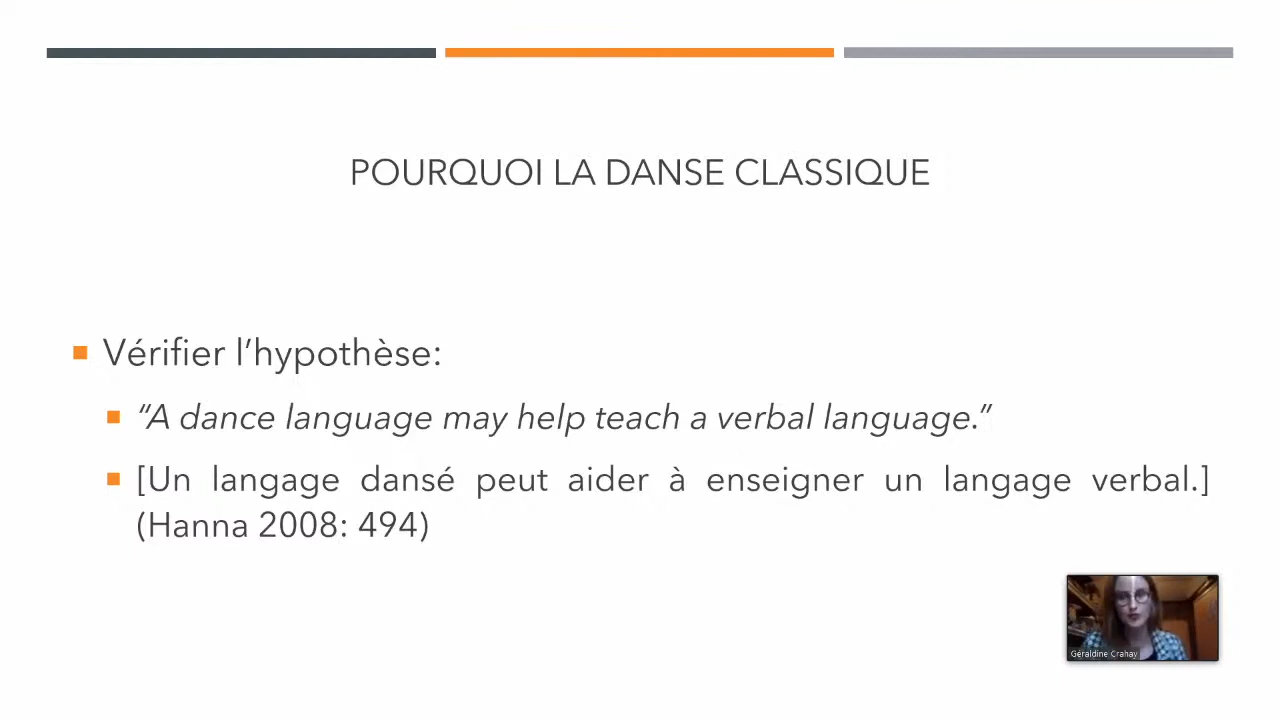 POURQUOI LA DANSE CLASSIQUE
Vérifier l’hypothèse:
“A dance language may help teach a verbal language.”
[Un langage dansé peut aider à enseigner un langage verbal.]
(Hanna 2008: 494)
Géraldine Crahay